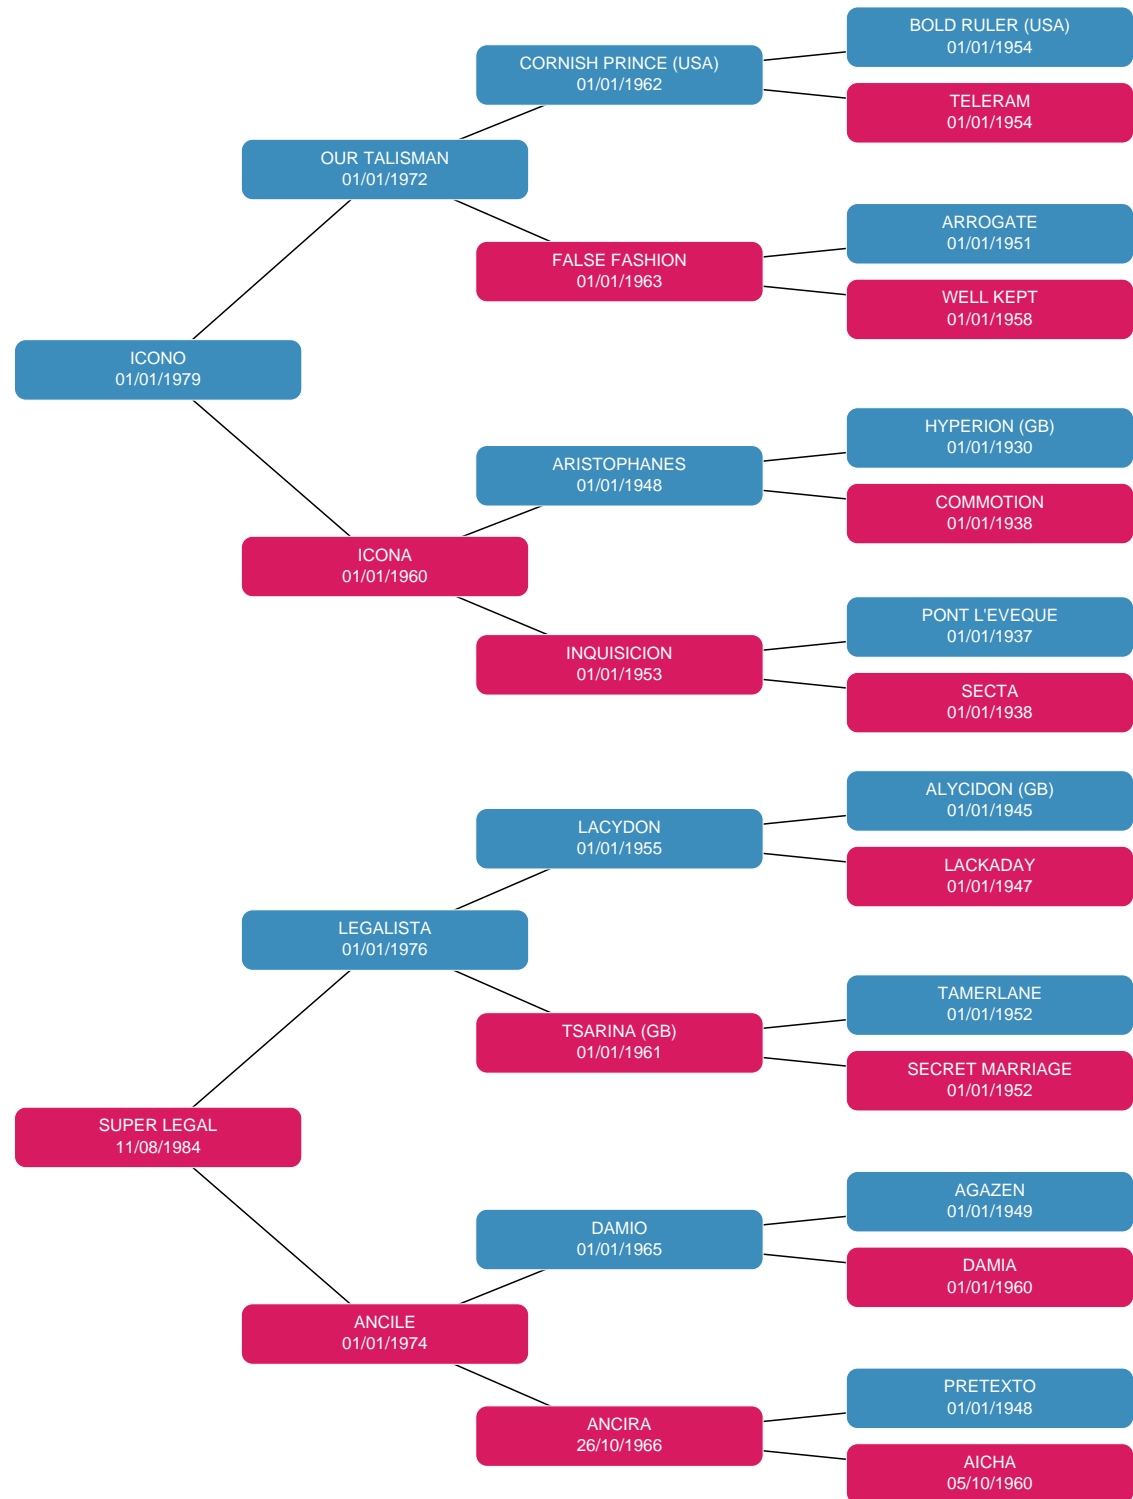 BOLD RULER (USA)
01/01/1954
CORNISH PRINCE (USA)
01/01/1962
TELERAM
01/01/1954
OUR TALISMAN
01/01/1972
ARROGATE
01/01/1951
FALSE FASHION
01/01/1963
WELL KEPT
01/01/1958
ICONO
01/01/1979
HYPERION (GB)
01/01/1930
ARISTOPHANES
01/01/1948
COMMOTION
01/01/1938
ICONA
01/01/1960
PONT L'EVEQUE
01/01/1937
INQUISICION
01/01/1953
SECTA
01/01/1938
ALYCIDON (GB)
01/01/1945
LACYDON
01/01/1955
LACKADAY
01/01/1947
LEGALISTA
01/01/1976
TAMERLANE
01/01/1952
TSARINA (GB)
01/01/1961
SECRET MARRIAGE
01/01/1952
SUPER LEGAL
11/08/1984
AGAZEN
01/01/1949
DAMIO
01/01/1965
DAMIA
01/01/1960
ANCILE
01/01/1974
PRETEXTO
01/01/1948
ANCIRA
26/10/1966
AICHA
05/10/1960